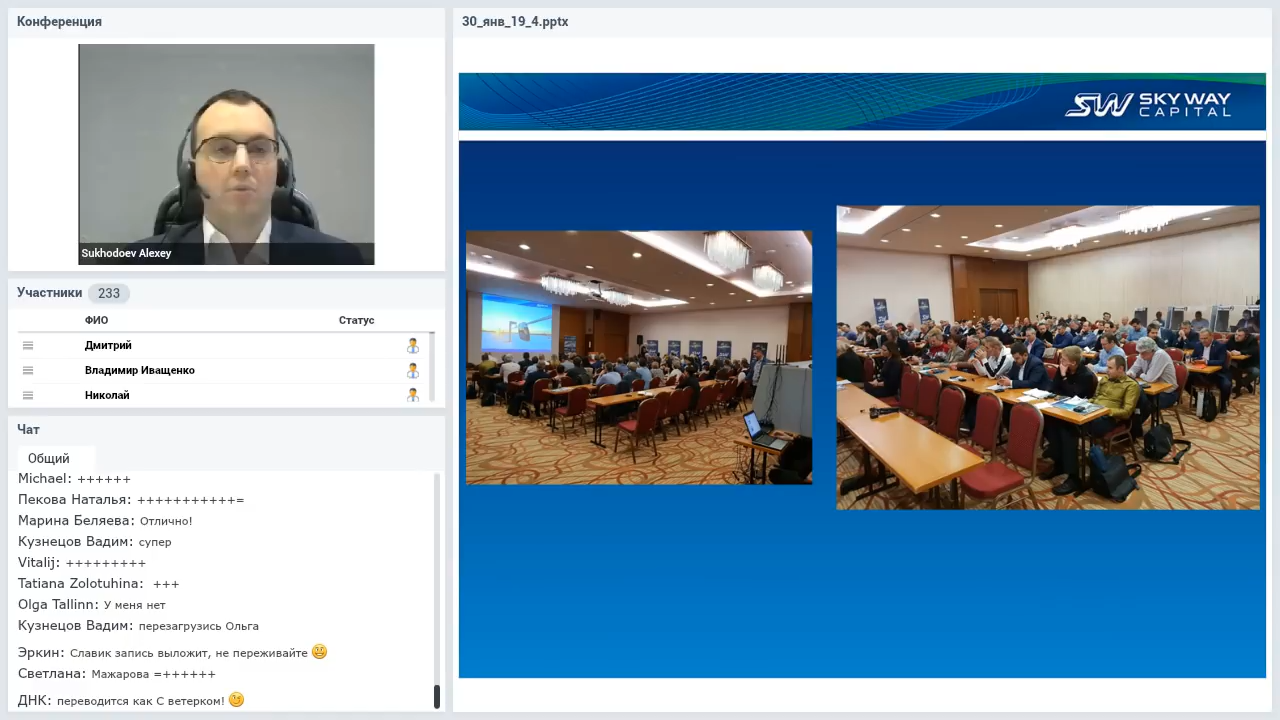 Конференция
Sukhodoev Alexey
Участники 233
ФИО Статус
Дмитрий
Владимир Иващенко
Николай
Чат
Общий
Michael: ++++++
Пекова Наталья: +++++++++++=
Марина Беляева: Отлично!
Кузнецов Вадим: супер
Vitalij: +++++++++
Tatiana Zolotuhina: +++
Olga Tallinn: У меня нет
Кузнецов Вадим: перезагрузись Ольга
Эркин: Славик запись выложит, не переживайте
Светлана: Мажарова =++++++
ДНК: переводится как С ветерком!
30_янв_19_4.pptx
SW SKY WAY
CAPITAL